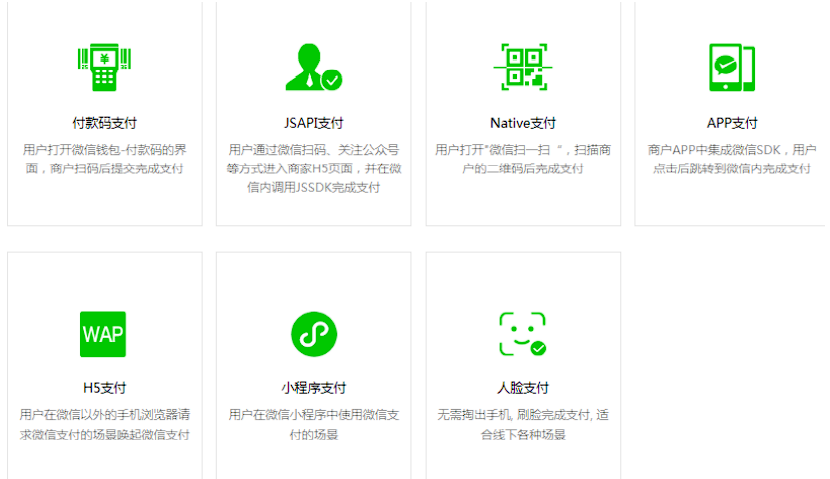 付款码支付
用户打开微信钱包-付款码的界
面，商户扫码后提交完成支付
JSAPI支付
用户通过微信扫码、关注公众号
等方式进入商家H5页面，并在微
信内调用JSSDK完成支付
Native支付
用户打开"微信扫一扫“，扫描商
户的二维码后完成支付
APP支付
商户APP中集成微信SDK，用户
点击后跳转到微信内完成支付
WAP
H5支付
用户在微信以外的手机浏览器请
求微信支付的场景唤起微信支付
小程序支付
用户在微信小程序中使用微信支
付的场景
人脸支付
无需掏出手机, 刷脸完成支付, 适
合线下各种场景